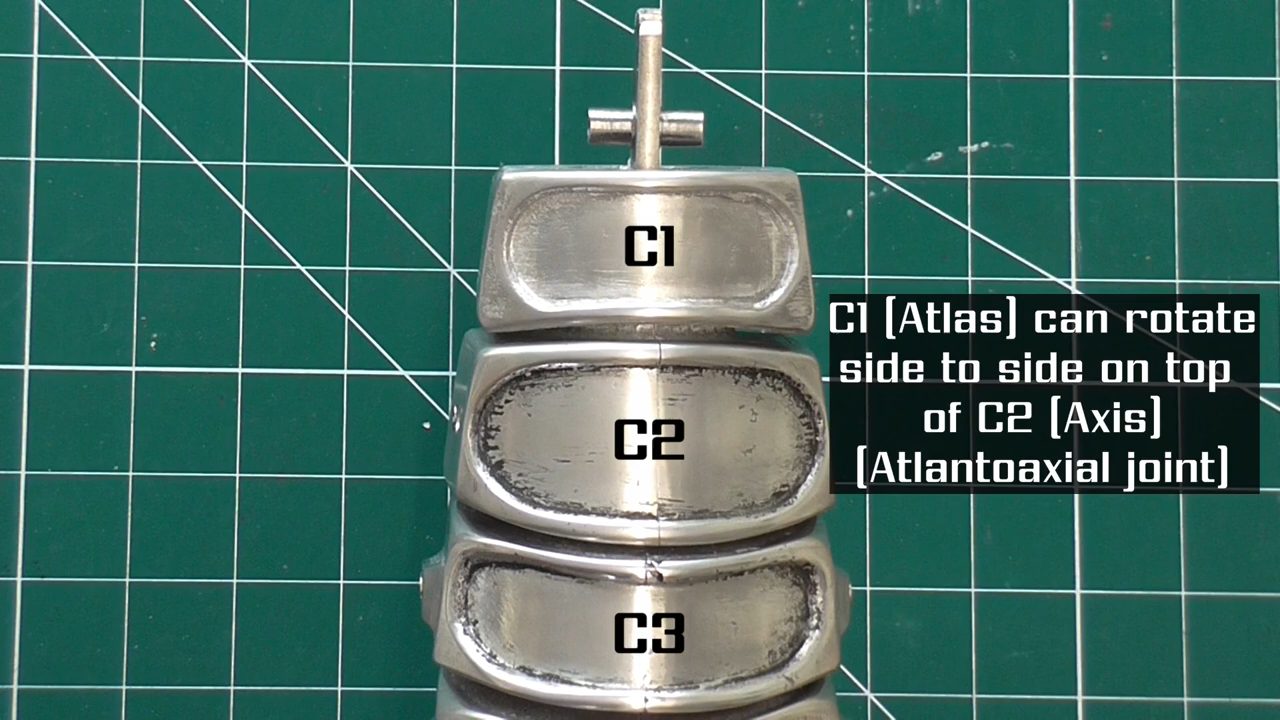 C1
C2
C3
C1 (Atlas) can rotate
side to side on top
of C2 (Axis)
(Atlantoaxial joint)